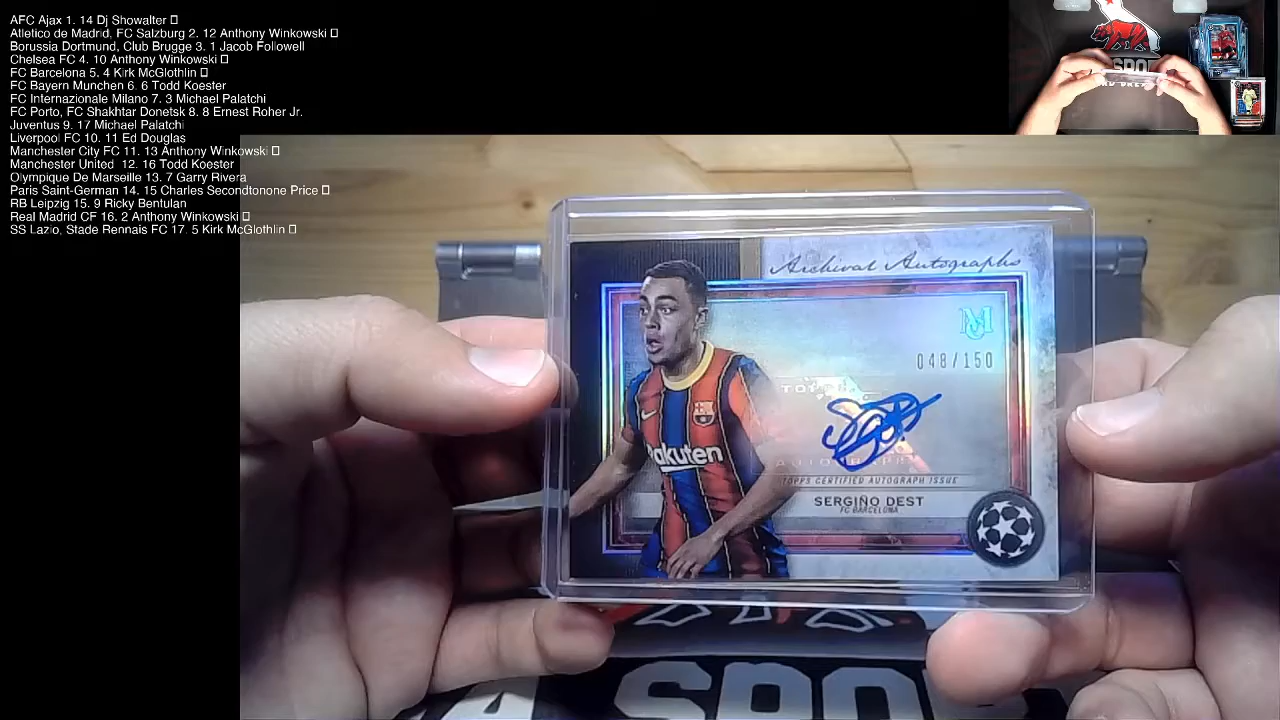 AFC Ajax 1. 14 Dj Showalter
Atletico de Madrid, FC Salzburg 2. 12 Anthony Winkowski
Borussia Dortmund, Club Brugge 3. 1 Jacob Followell
Chelsea FC 4. 10 Anthony Winkowski
FC Barcelona 5. 4 Kirk McGlothlin
FC Bayern Munchen 6. 6 Todd Koester
FC Internazionale Milano 7. 3 Michael Palatchi
FC Porto, FC Shakhtar Donetsk 8. 8 Ernest Roher Jr.
Juventus 9. 17 Michael Palatchi
Liverpool FC 10. 11 Ed Douglas
Manchester City FC 11. 13 Anthony Winkowski
Manchester United 12. 16 Todd Koester
Olympique De Marseille 13. 7 Garry Rivera
Paris Saint-German 14. 15 Charles Secondtonone Price
RB Leipzig 15. 9 Ricky Bentulan
Real Madrid CF 16. 2 Anthony Winkowski
SS Lazio, Stade Rennais FC 17. 5 Kirk McGlothlin
Archival Autographs
048/150
Rakuten
TOPPS CERTIFIED AUTOGRAPH ISSUE
SERGIÑO DEST
FC BARCELONA